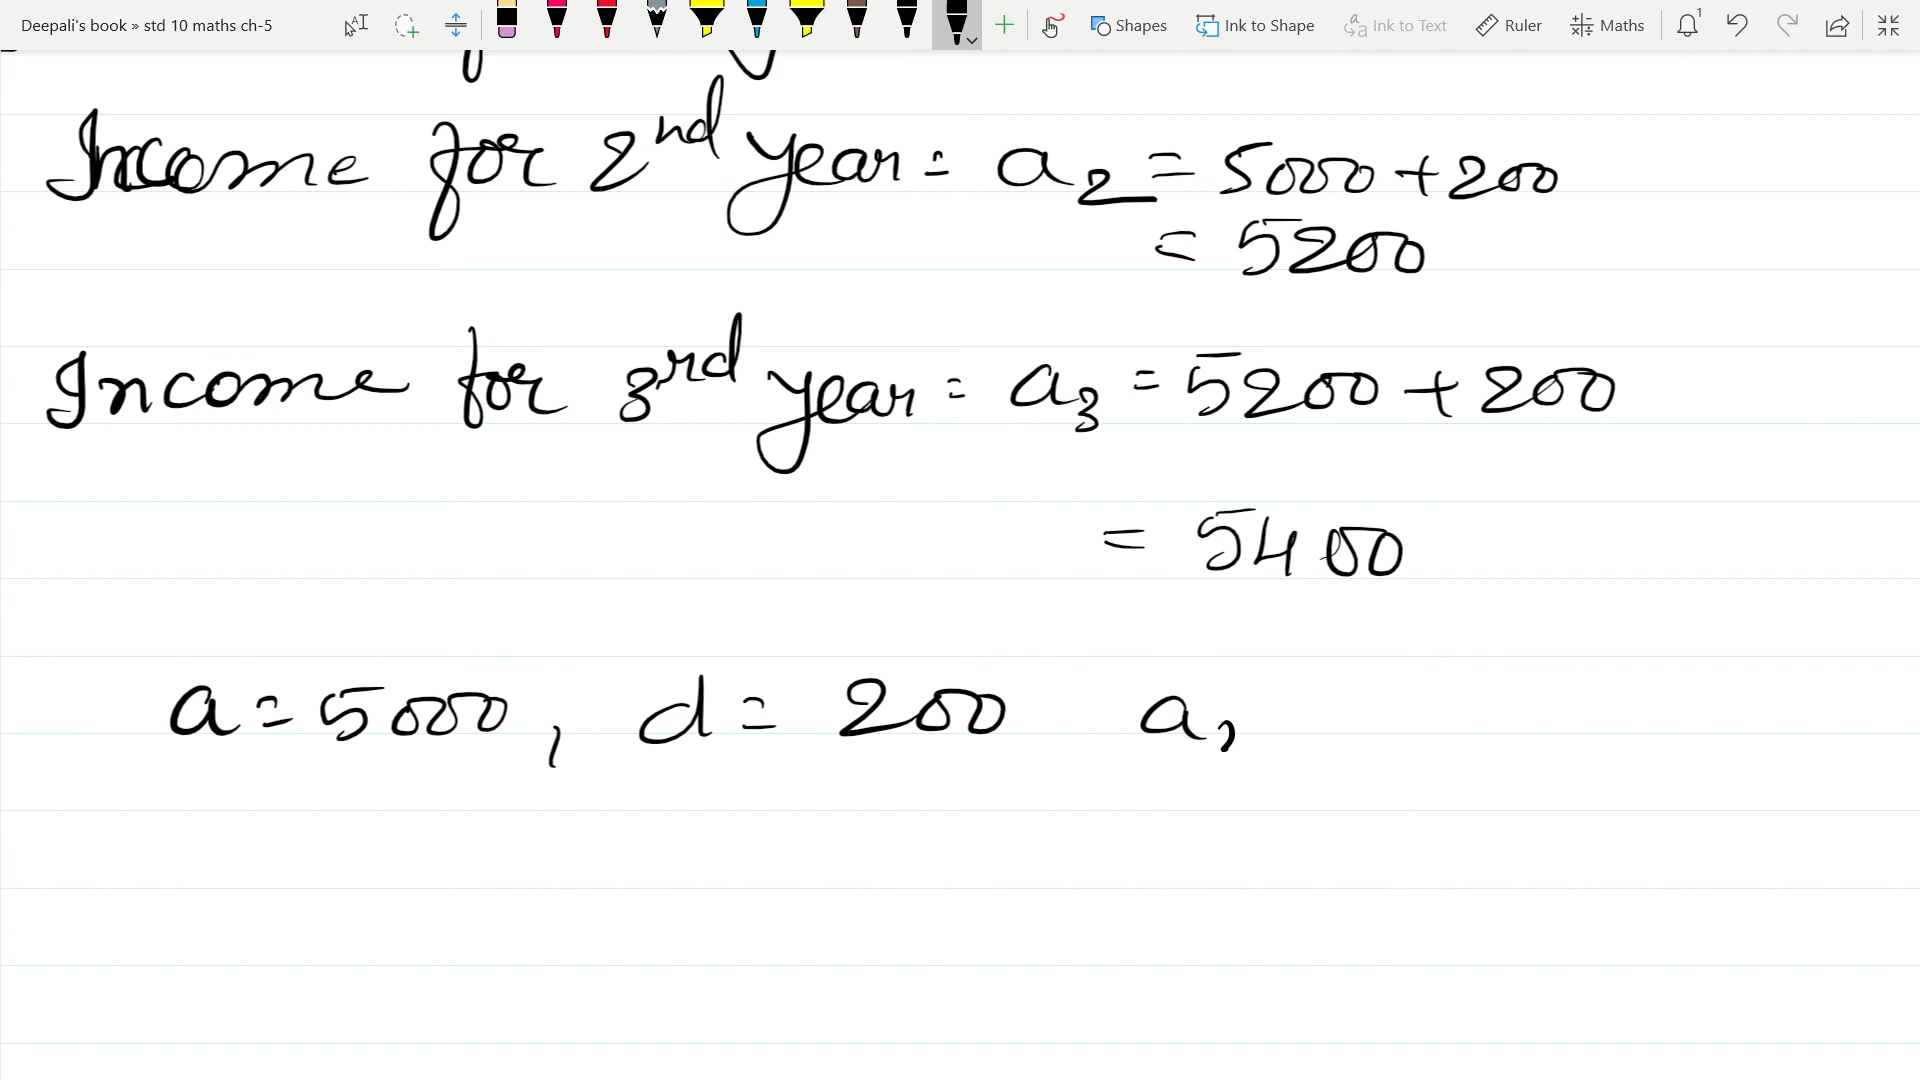 Deepali's book » std 10 maths ch-5 Shapes Ink to Shape Ink to Text Ruler Maths 1
Income for 2nd year = a2 = 5000 + 200
= 5200
Income for 3rd year = a3 = 5200 + 200
= 5400
a = 5000, d = 200 a,